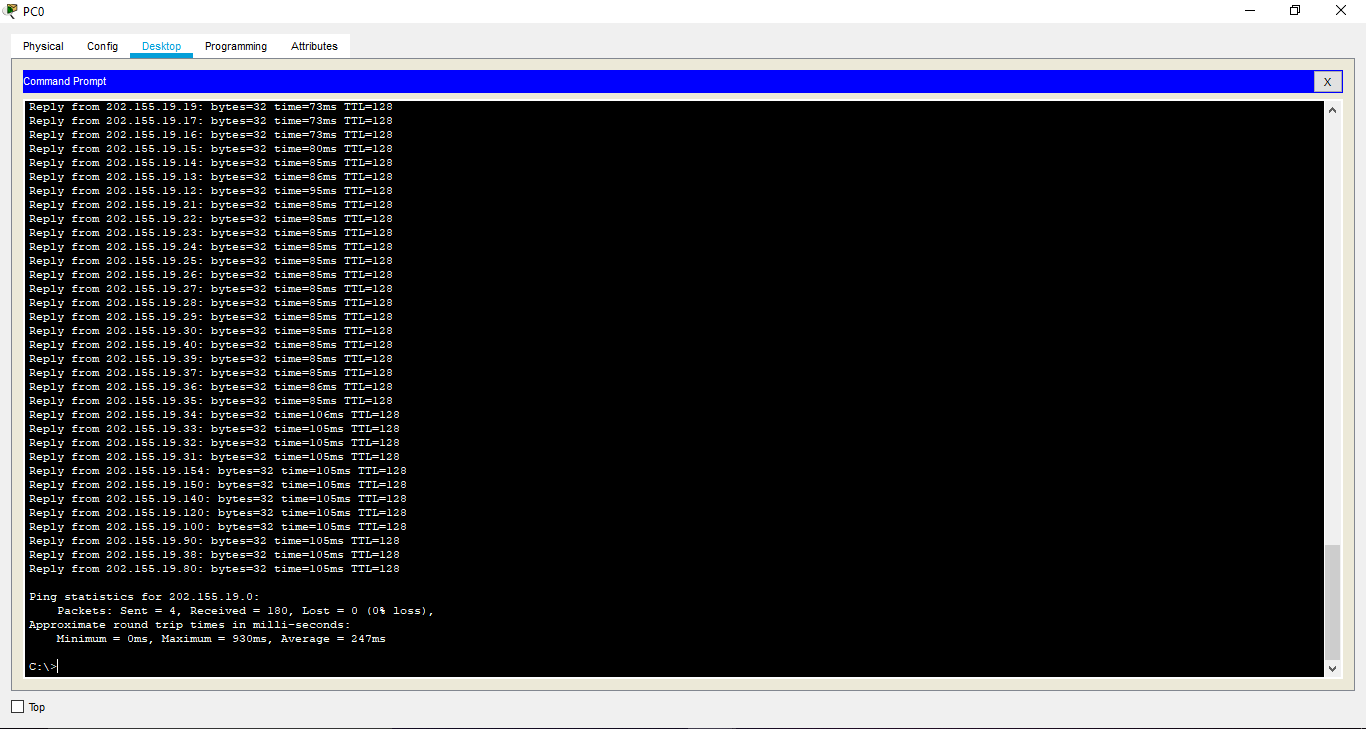 PC0
Physical Config Desktop Programming Attributes
Command Prompt
X
Reply from 202.155.19.19: bytes=32 time=73ms TTL=128
Reply from 202.155.19.17: bytes=32 time=73ms TTL=128
Reply from 202.155.19.16: bytes=32 time=73ms TTL=128
Reply from 202.155.19.15: bytes=32 time=80ms TTL=128
Reply from 202.155.19.14: bytes=32 time=85ms TTL=128
Reply from 202.155.19.13: bytes=32 time=86ms TTL=128
Reply from 202.155.19.12: bytes=32 time=95ms TTL=128
Reply from 202.155.19.21: bytes=32 time=85ms TTL=128
Reply from 202.155.19.22: bytes=32 time=85ms TTL=128
Reply from 202.155.19.23: bytes=32 time=85ms TTL=128
Reply from 202.155.19.24: bytes=32 time=85ms TTL=128
Reply from 202.155.19.25: bytes=32 time=85ms TTL=128
Reply from 202.155.19.26: bytes=32 time=85ms TTL=128
Reply from 202.155.19.27: bytes=32 time=85ms TTL=128
Reply from 202.155.19.28: bytes=32 time=85ms TTL=128
Reply from 202.155.19.29: bytes=32 time=85ms TTL=128
Reply from 202.155.19.30: bytes=32 time=85ms TTL=128
Reply from 202.155.19.40: bytes=32 time=85ms TTL=128
Reply from 202.155.19.39: bytes=32 time=85ms TTL=128
Reply from 202.155.19.37: bytes=32 time=85ms TTL=128
Reply from 202.155.19.36: bytes=32 time=86ms TTL=128
Reply from 202.155.19.35: bytes=32 time=85ms TTL=128
Reply from 202.155.19.34: bytes=32 time=106ms TTL=128
Reply from 202.155.19.33: bytes=32 time=105ms TTL=128
Reply from 202.155.19.32: bytes=32 time=105ms TTL=128
Reply from 202.155.19.31: bytes=32 time=105ms TTL=128
Reply from 202.155.19.154: bytes=32 time=105ms TTL=128
Reply from 202.155.19.150: bytes=32 time=105ms TTL=128
Reply from 202.155.19.140: bytes=32 time=105ms TTL=128
Reply from 202.155.19.120: bytes=32 time=105ms TTL=128
Reply from 202.155.19.100: bytes=32 time=105ms TTL=128
Reply from 202.155.19.90: bytes=32 time=105ms TTL=128
Reply from 202.155.19.38: bytes=32 time=105ms TTL=128
Reply from 202.155.19.80: bytes=32 time=105ms TTL=128
Ping statistics for 202.155.19.0:
Packets: Sent = 4, Received = 180, Lost = 0 (0% loss),
Approximate round trip times in milli-seconds:
Minimum = 0ms, Maximum = 930ms, Average = 247ms
C:\>
Top